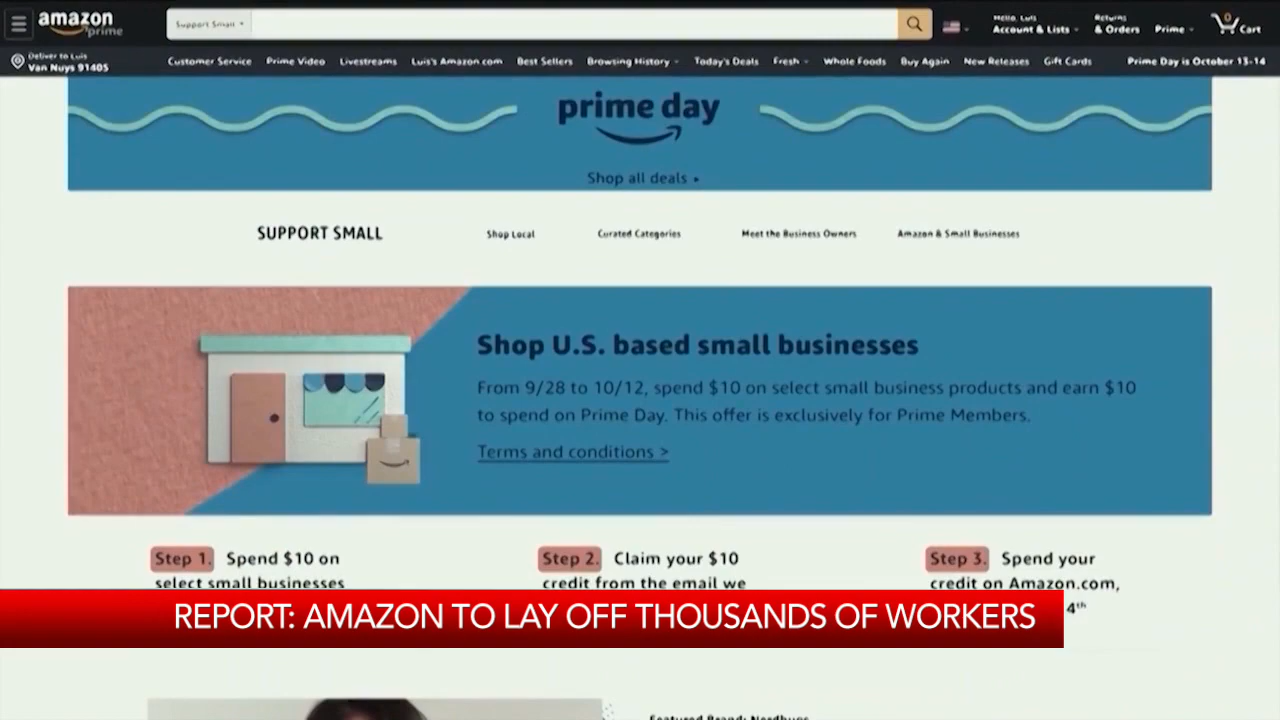 amazon
prime
Support Small
Hello, Luis
Account & Lists
Returns
& Orders
Prime
0
Cart
Deliver to Luis
Van Nuys 91405
Customer Service
Prime Video
Livestreams
Luis's Amazon.com
Best Sellers
Browsing History
Today's Deals
Fresh
Whole Foods
Buy Again
New Releases
Gift Cards
Prime Day is October 13-14
prime day
Shop all deals
SUPPORT SMALL
Shop Local
Curated Categories
Meet the Business Owners
Amazon & Small Businesses
Shop U.S. based small businesses
From 9/28 to 10/12, spend $10 on select small business products and earn $10
to spend on Prime Day. This offer is exclusively for Prime Members.
Terms and conditions >
Step 1. Spend $10 on
select small businesses
Step 2. Claim your $10
credit from the email we
Step 3. Spend your
credit on Amazon.com,
4th
REPORT: AMAZON TO LAY OFF THOUSANDS OF WORKERS
Featured Brand: